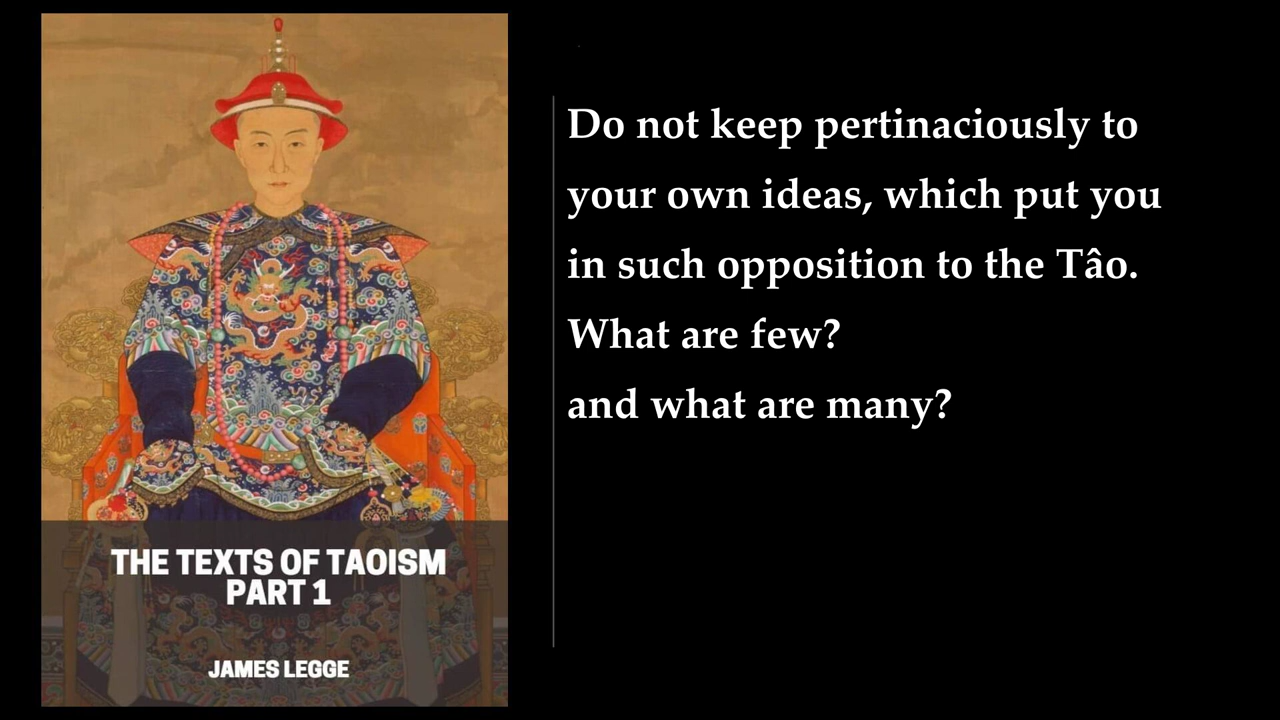 THE TEXTS OF TAOISM
PART 1
JAMES LEGGE
Do not keep pertinaciously to
your own ideas, which put you
in such opposition to the Tâo.
What are few?
and what are many?